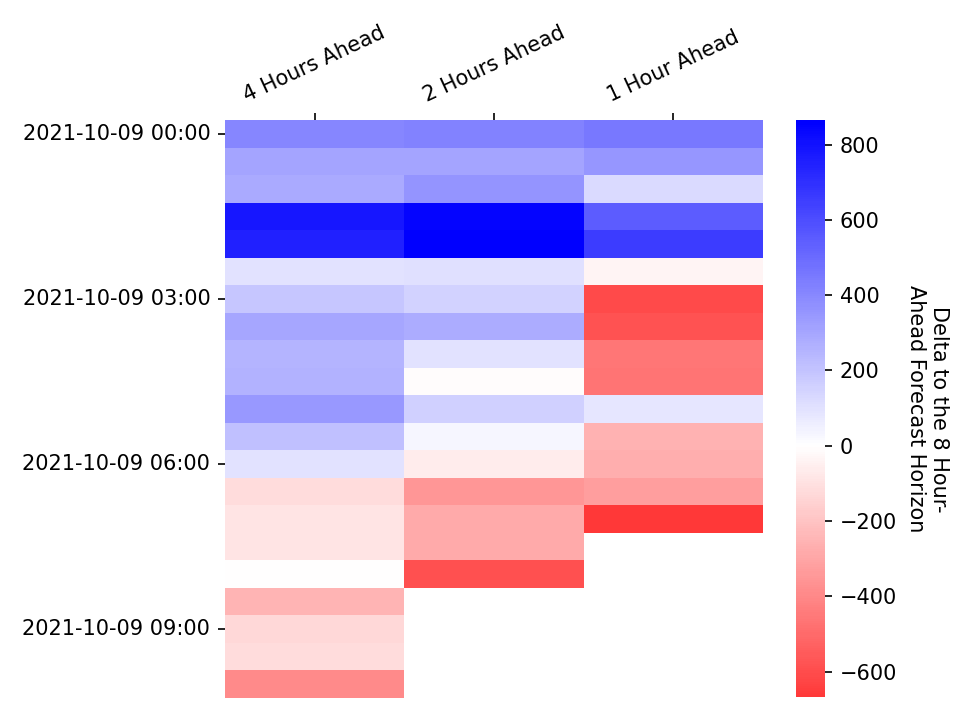 4 Hours Ahead
2 Hours Ahead
1 Hour Ahead
2021-10-09 00:00
2021-10-09 03:00
2021-10-09 06:00
2021-10-09 09:00
800
600
400
200
0
−200
−400
−600
Delta to the 8 Hour-
Ahead Forecast Horizon